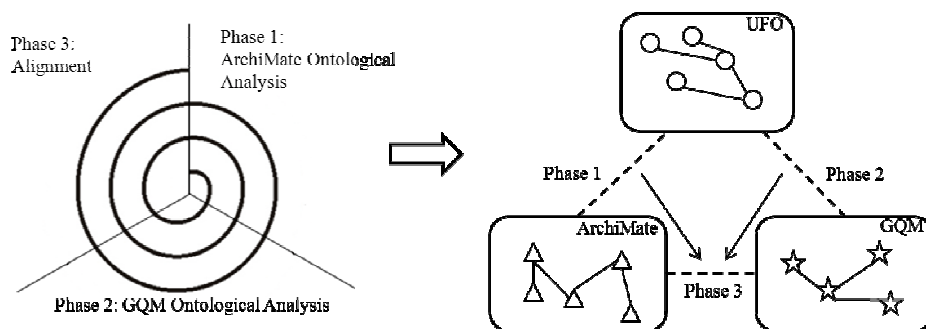 Phase 3:
Alignment
Phase 1:
ArchiMate Ontological
Analysis
Phase 2: GQM Ontological Analysis
UFO
Phase 1
Phase 2
ArchiMate
GQM
Phase 3